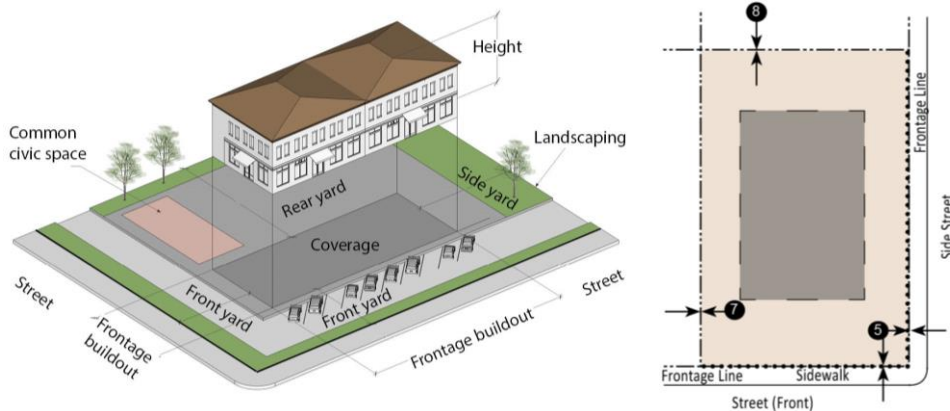 Height
Common
civic space
Landscaping
Side yard
Rear yard
Coverage
Street
Front yard
Front yard
Street
Frontage
buildout
Frontage buildout
8
Frontage Line
Side Street
7
5
Frontage Line
Sidewalk
Street (Front)